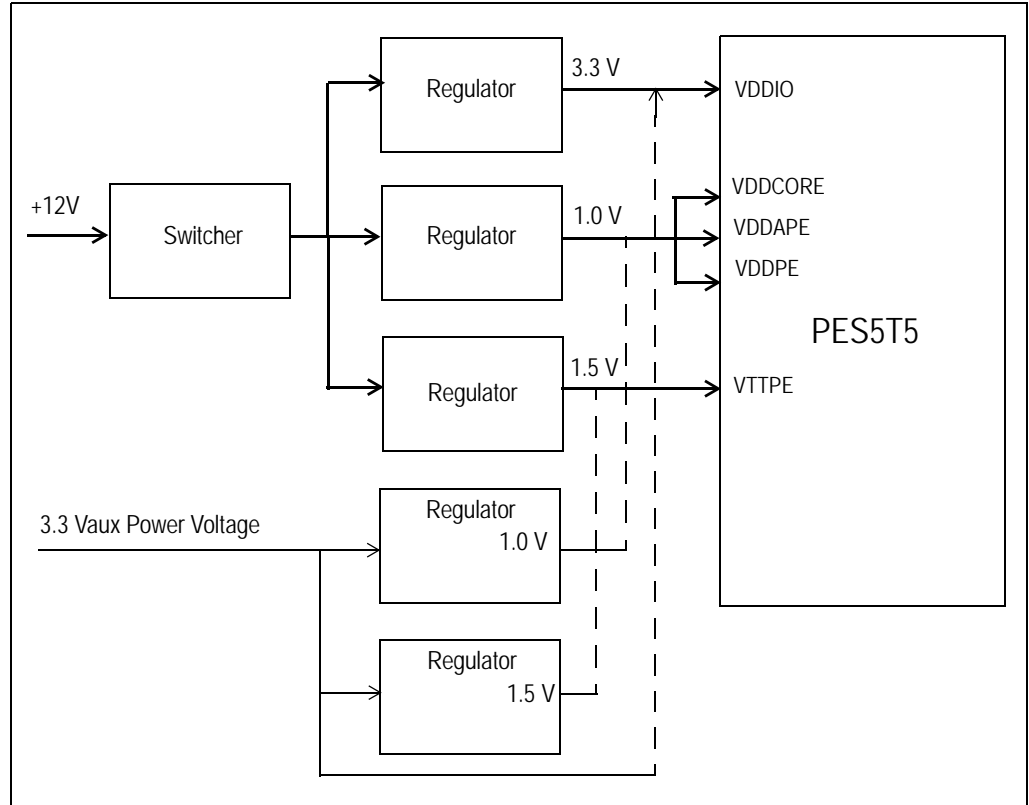 3.3 V
Regulator
VDDIO
VDDCORE
+12V
1.0 V
Switcher
Regulator
VDDAPE
VDDPE
PES5T5
1.5 V
Regulator
VTTPE
Regulator
3.3 Vaux Power Voltage
1.0 V
Regulator
1.5 V